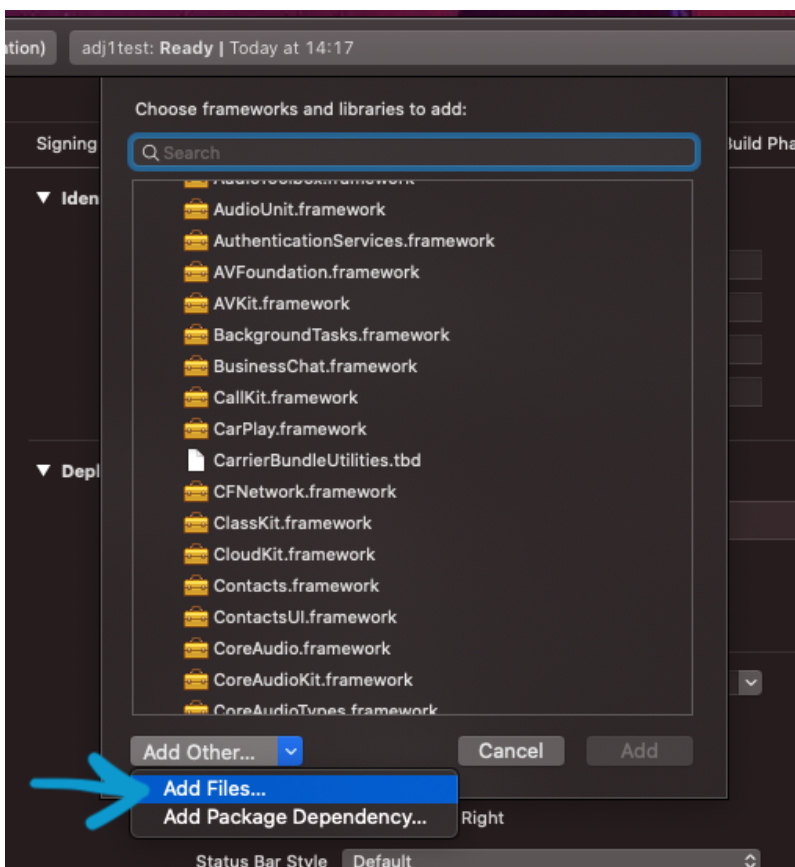 tion) adj1test: Ready | Today at 14:17
Choose frameworks and libraries to add:
Signing
Search
Build Pha
Iden
AudioToolbox.framework
AudioUnit.framework
AuthenticationServices.framework
AVFoundation.framework
AVKit.framework
BackgroundTasks.framework
BusinessChat.framework
CallKit.framework
CarPlay.framework
CarrierBundleUtilities.tbd
Depl
CFNetwork.framework
ClassKit.framework
CloudKit.framework
Contacts.framework
ContactsUI.framework
CoreAudio.framework
CoreAudioKit.framework
CoreAudioTypes.framework
Add Other... Cancel Add
Add Files...
Add Package Dependency... Right
Status Bar Style Default